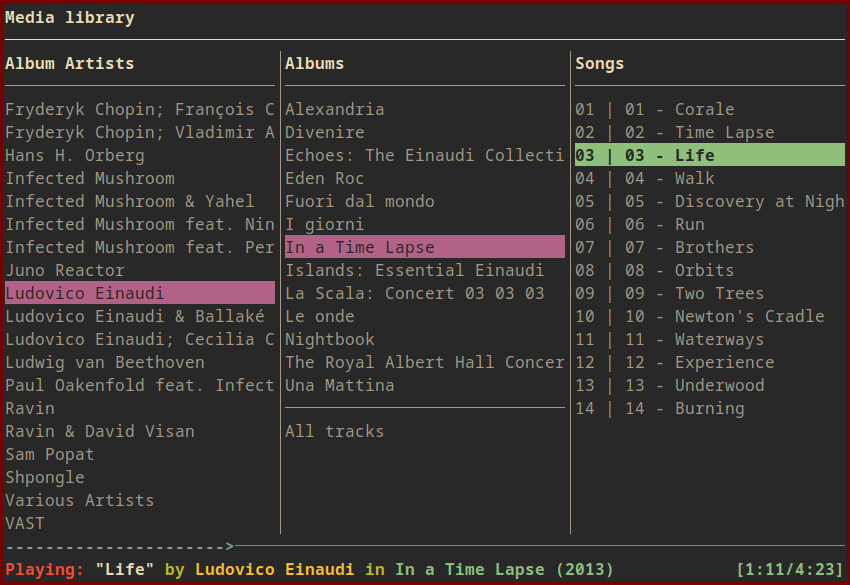 Media library
Album Artists
Fryderyk Chopin; François C
Fryderyk Chopin; Vladimir A
Hans H. Orberg
Infected Mushroom
Infected Mushroom & Yahel
Infected Mushroom feat. Nin
Infected Mushroom feat. Per
Juno Reactor
Ludovico Einaudi
Ludovico Einaudi & Ballaké
Ludovico Einaudi; Cecilia C
Ludwig van Beethoven
Paul Oakenfold feat. Infect
Ravin
Ravin & David Visan
Sam Popat
Shpongle
Various Artists
VAST
Albums
Alexandria
Divenire
Echoes: The Einaudi Collecti
Eden Roc
Fuori dal mondo
I giorni
In a Time Lapse
Islands: Essential Einaudi
La Scala: Concert 03 03 03
Le onde
Nightbook
The Royal Albert Hall Concer
Una Mattina
All tracks
Songs
01 | 01 - Corale
02 | 02 - Time Lapse
03 | 03 - Life
04 | 04 - Walk
05 | 05 - Discovery at Nigh
06 | 06 - Run
07 | 07 - Brothers
08 | 08 - Orbits
09 | 09 - Two Trees
10 | 10 - Newton's Cradle
11 | 11 - Waterways
12 | 12 - Experience
13 | 13 - Underwood
14 | 14 - Burning
---------------------->
Playing: "Life" by Ludovico Einaudi in In a Time Lapse (2013) [1:11/4:23]